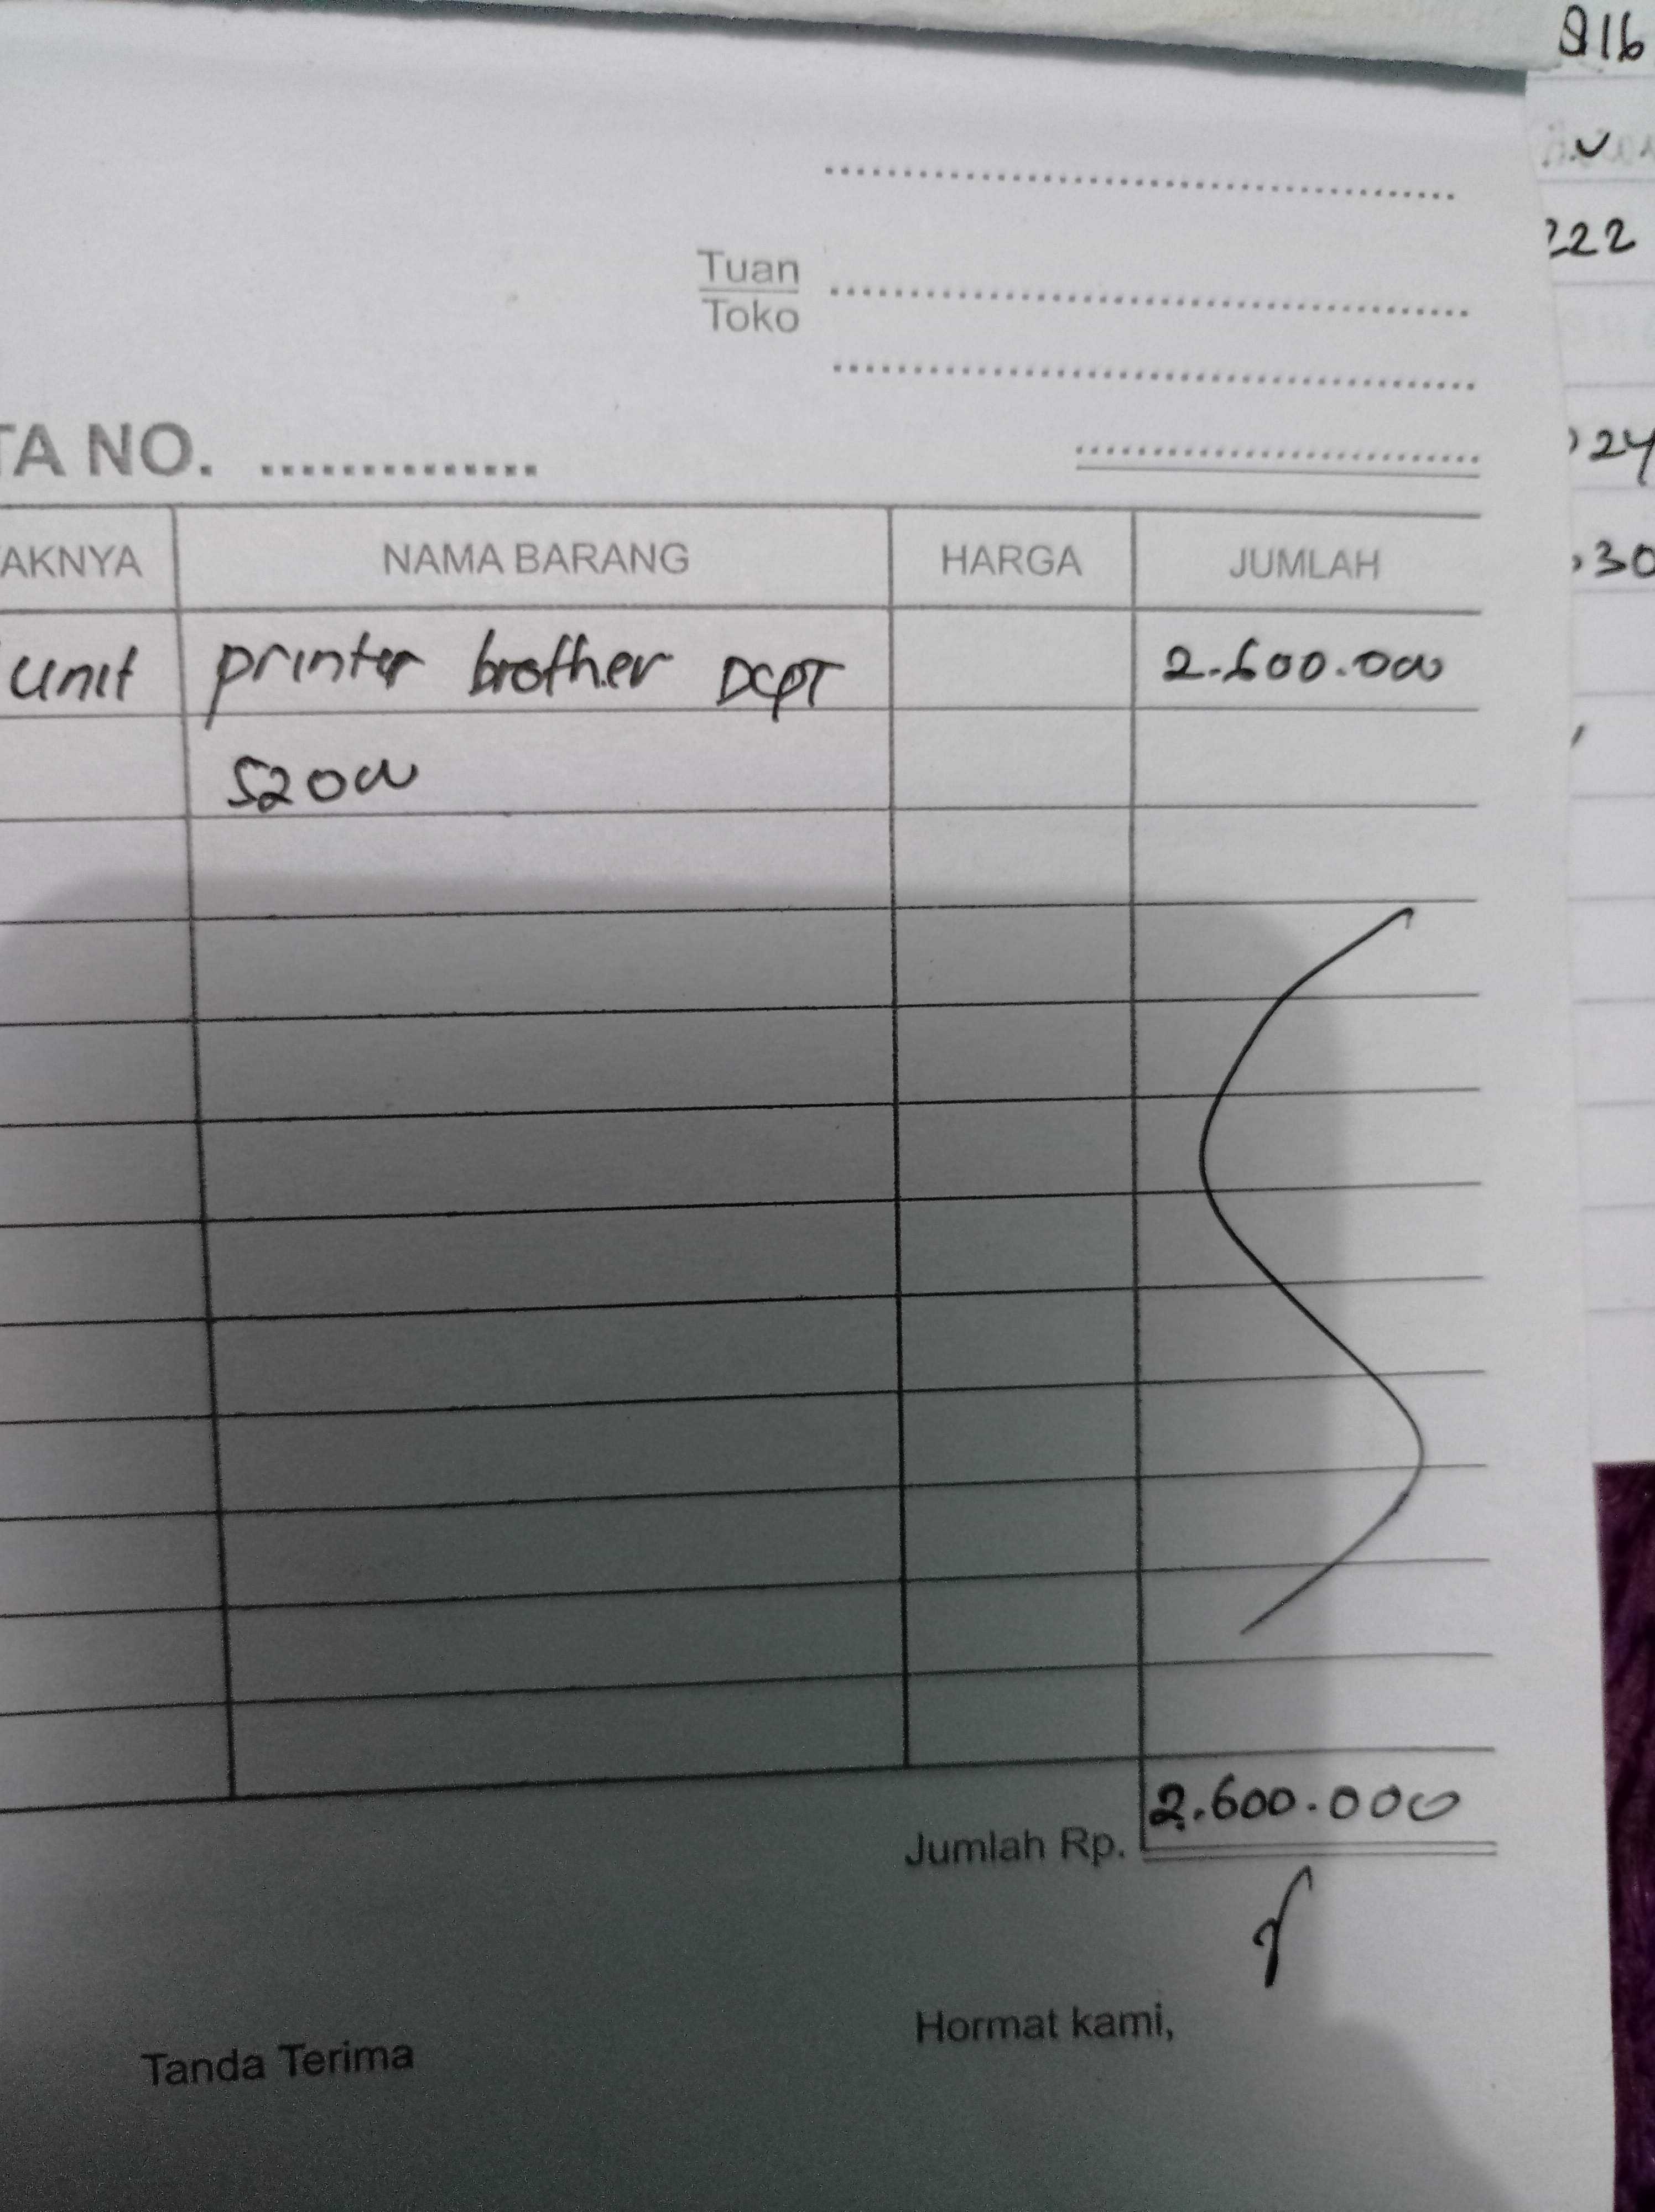 816
222
Tuan
Toko
TA NO. ..............
24
AKNYA NAMA BARANG HARGA JUMLAH
30
unit printer brother DCPT 2.600.000
520W
Jumlah Rp. 2.600.000
Hormat kami,
Tanda Terima